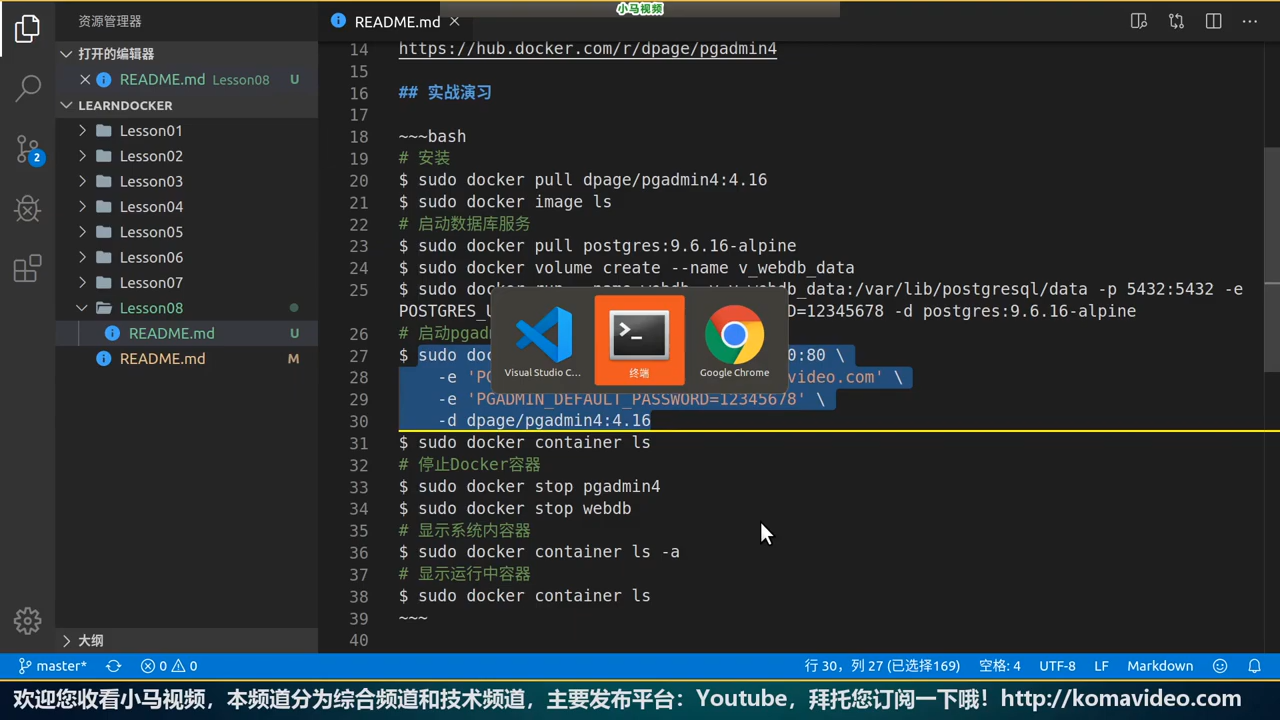 小马视频
资源管理器
README.md
打开的编辑器
README.md Lesson08 U
LEARNDOCKER
Lesson01
Lesson02
Lesson03
Lesson04
Lesson05
Lesson06
Lesson07
Lesson08
README.md U
README.md M
2
大纲
14 https://hub.docker.com/r/dpage/pgadmin4
15
16 ## 实战演习
17
18 ~~~bash
19 # 安装
20 $ sudo docker pull dpage/pgadmin4:4.16
21 $ sudo docker image ls
22 # 启动数据库服务
23 $ sudo docker pull postgres:9.6.16-alpine
24 $ sudo docker volume create --name v_webdb_data
25 $ sudo _data:/var/lib/postgresql/data -p 5432:5432 -e
POSTGRES_U =12345678 -d postgres:9.6.16-alpine
26 # 启动pgad
27 $ sudo doc 0:80 \
28 -e 'PG video.com' \
29 -e 'PGADMIN_DEFAULT_PASSWORD=12345678' \
30 -d dpage/pgadmin4:4.16
31 $ sudo docker container ls
32 # 停止Docker容器
33 $ sudo docker stop pgadmin4
34 $ sudo docker stop webdb
35 # 显示系统内容器
36 $ sudo docker container ls -a
37 # 显示运行中容器
38 $ sudo docker container ls
39 ~~~
40
Visual Studio C... 终端 Google Chrome
master* 0 0 行 30，列 27 (已选择169) 空格: 4 UTF-8 LF Markdown
欢迎您收看小马视频，本频道分为综合频道和技术频道，主要发布平台：Youtube，拜托您订阅一下哦！http://komavideo.com